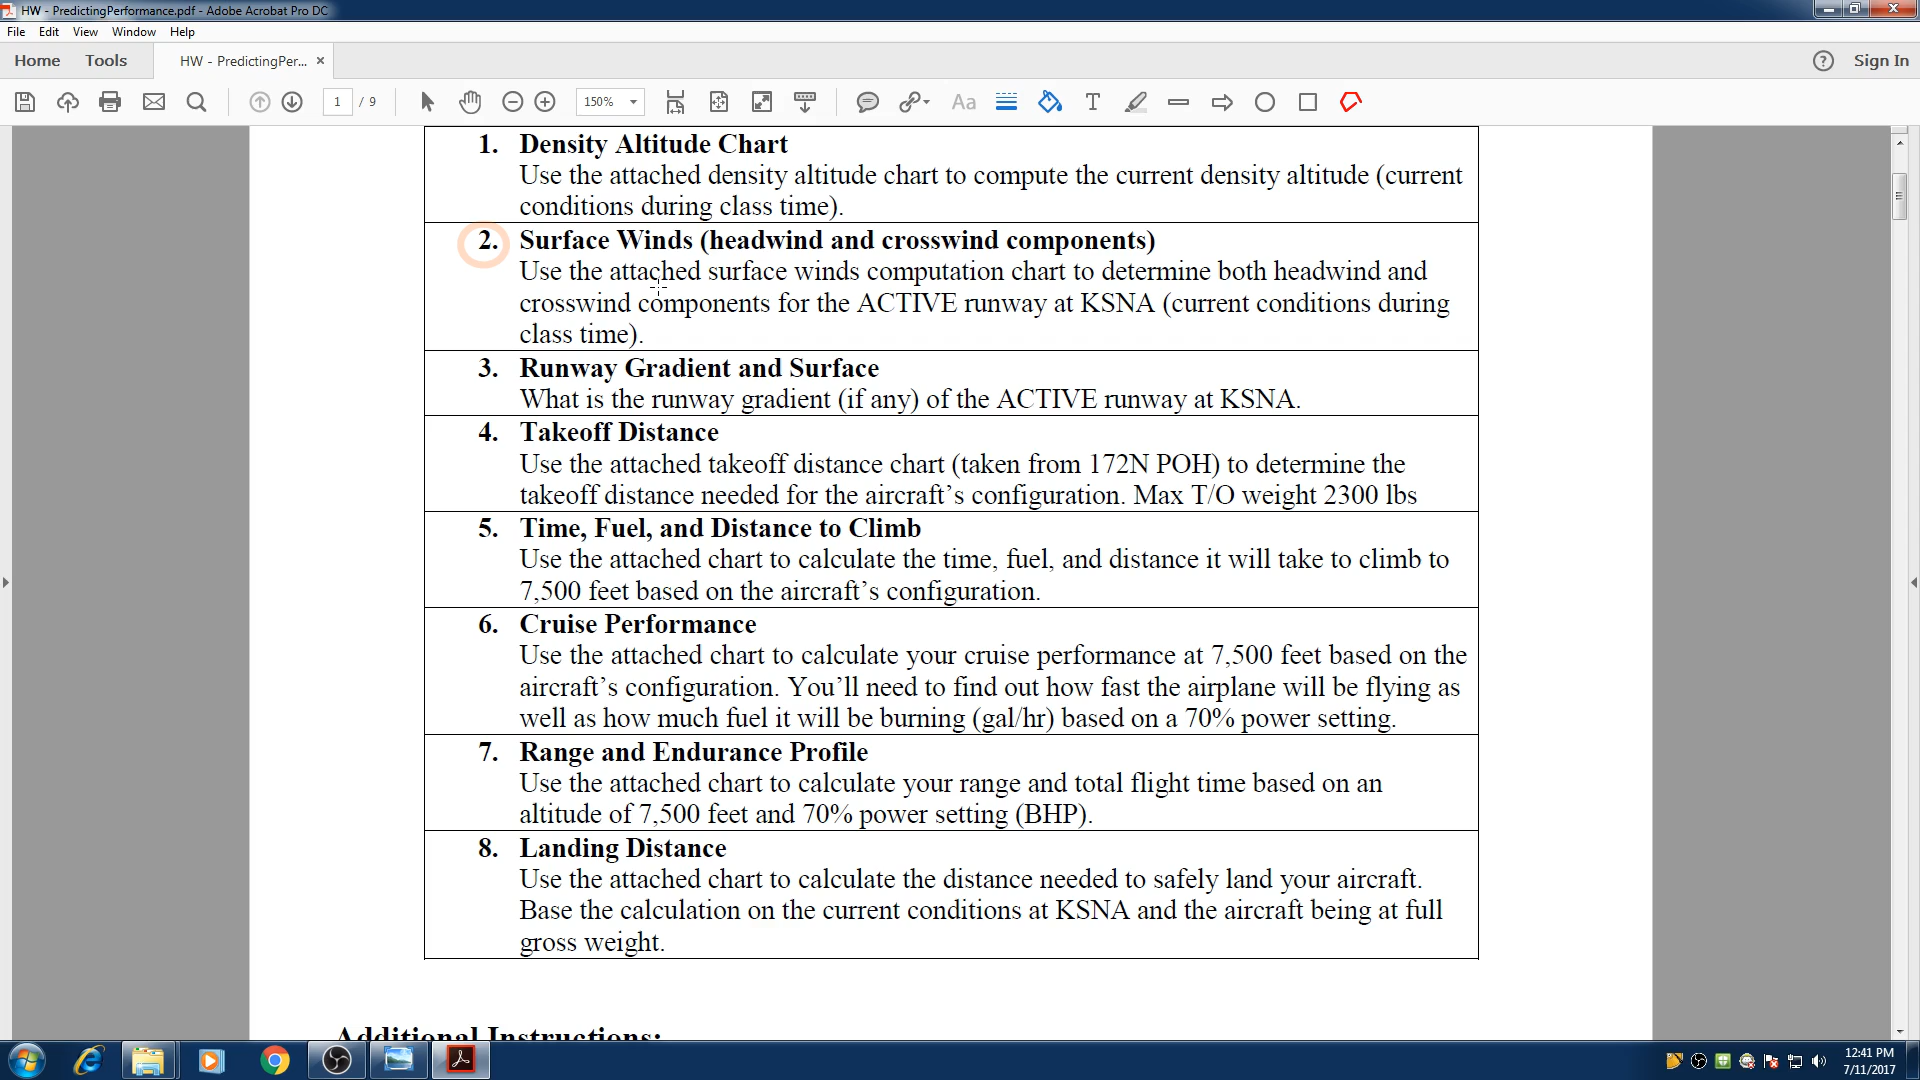 HW - PredictingPerformance.pdf - Adobe Acrobat Pro DC
File Edit View Window Help
Home Tools HW - PredictingPer... × Sign In
1 / 9 150% Aa T
1. Density Altitude Chart
Use the attached density altitude chart to compute the current density altitude (current
conditions during class time).
2. Surface Winds (headwind and crosswind components)
Use the attached surface winds computation chart to determine both headwind and
crosswind components for the ACTIVE runway at KSNA (current conditions during
class time).
3. Runway Gradient and Surface
What is the runway gradient (if any) of the ACTIVE runway at KSNA.
4. Takeoff Distance
Use the attached takeoff distance chart (taken from 172N POH) to determine the
takeoff distance needed for the aircraft’s configuration. Max T/O weight 2300 lbs
5. Time, Fuel, and Distance to Climb
Use the attached chart to calculate the time, fuel, and distance it will take to climb to
7,500 feet based on the aircraft’s configuration.
6. Cruise Performance
Use the attached chart to calculate your cruise performance at 7,500 feet based on the
aircraft’s configuration. You’ll need to find out how fast the airplane will be flying as
well as how much fuel it will be burning (gal/hr) based on a 70% power setting.
7. Range and Endurance Profile
Use the attached chart to calculate your range and total flight time based on an
altitude of 7,500 feet and 70% power setting (BHP).
8. Landing Distance
Use the attached chart to calculate the distance needed to safely land your aircraft.
Base the calculation on the current conditions at KSNA and the aircraft being at full
gross weight.
Additional Instructions:
12:41 PM
7/11/2017